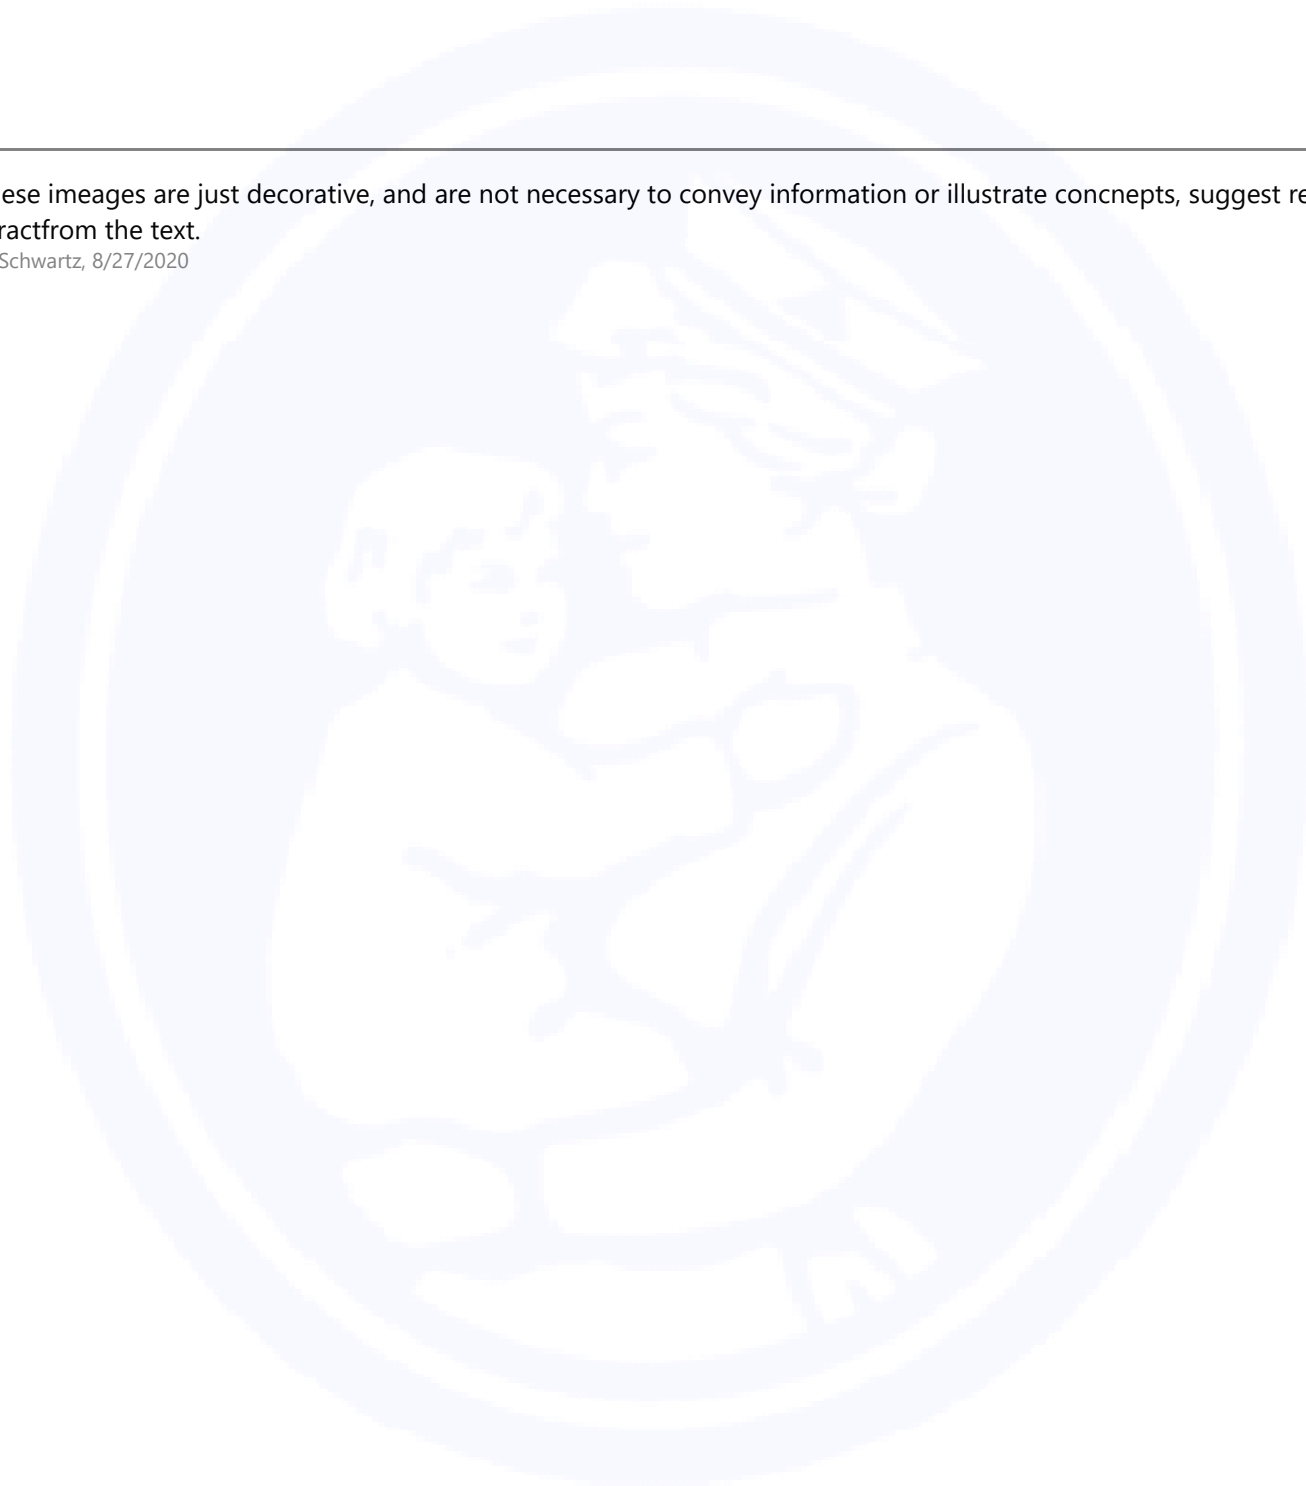 ese imeages are just decorative, and are not necessary to convey information or illustrate concnepts, suggest re
ractfrom the text.
Schwartz, 8/27/2020